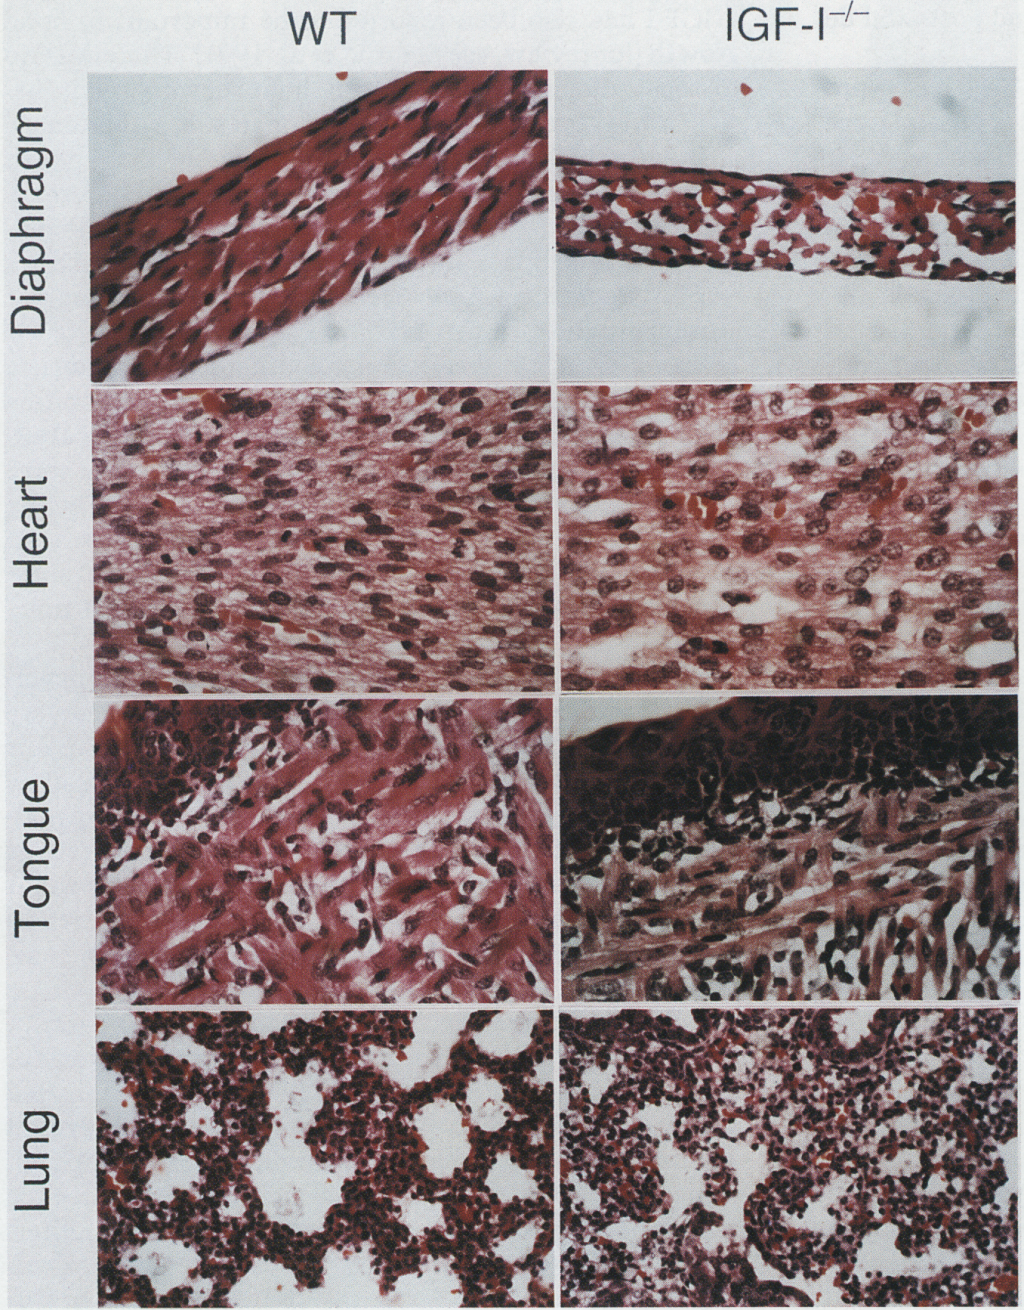 WT IGF-I⁻/⁻
Diaphragm
Heart
Tongue
Lung